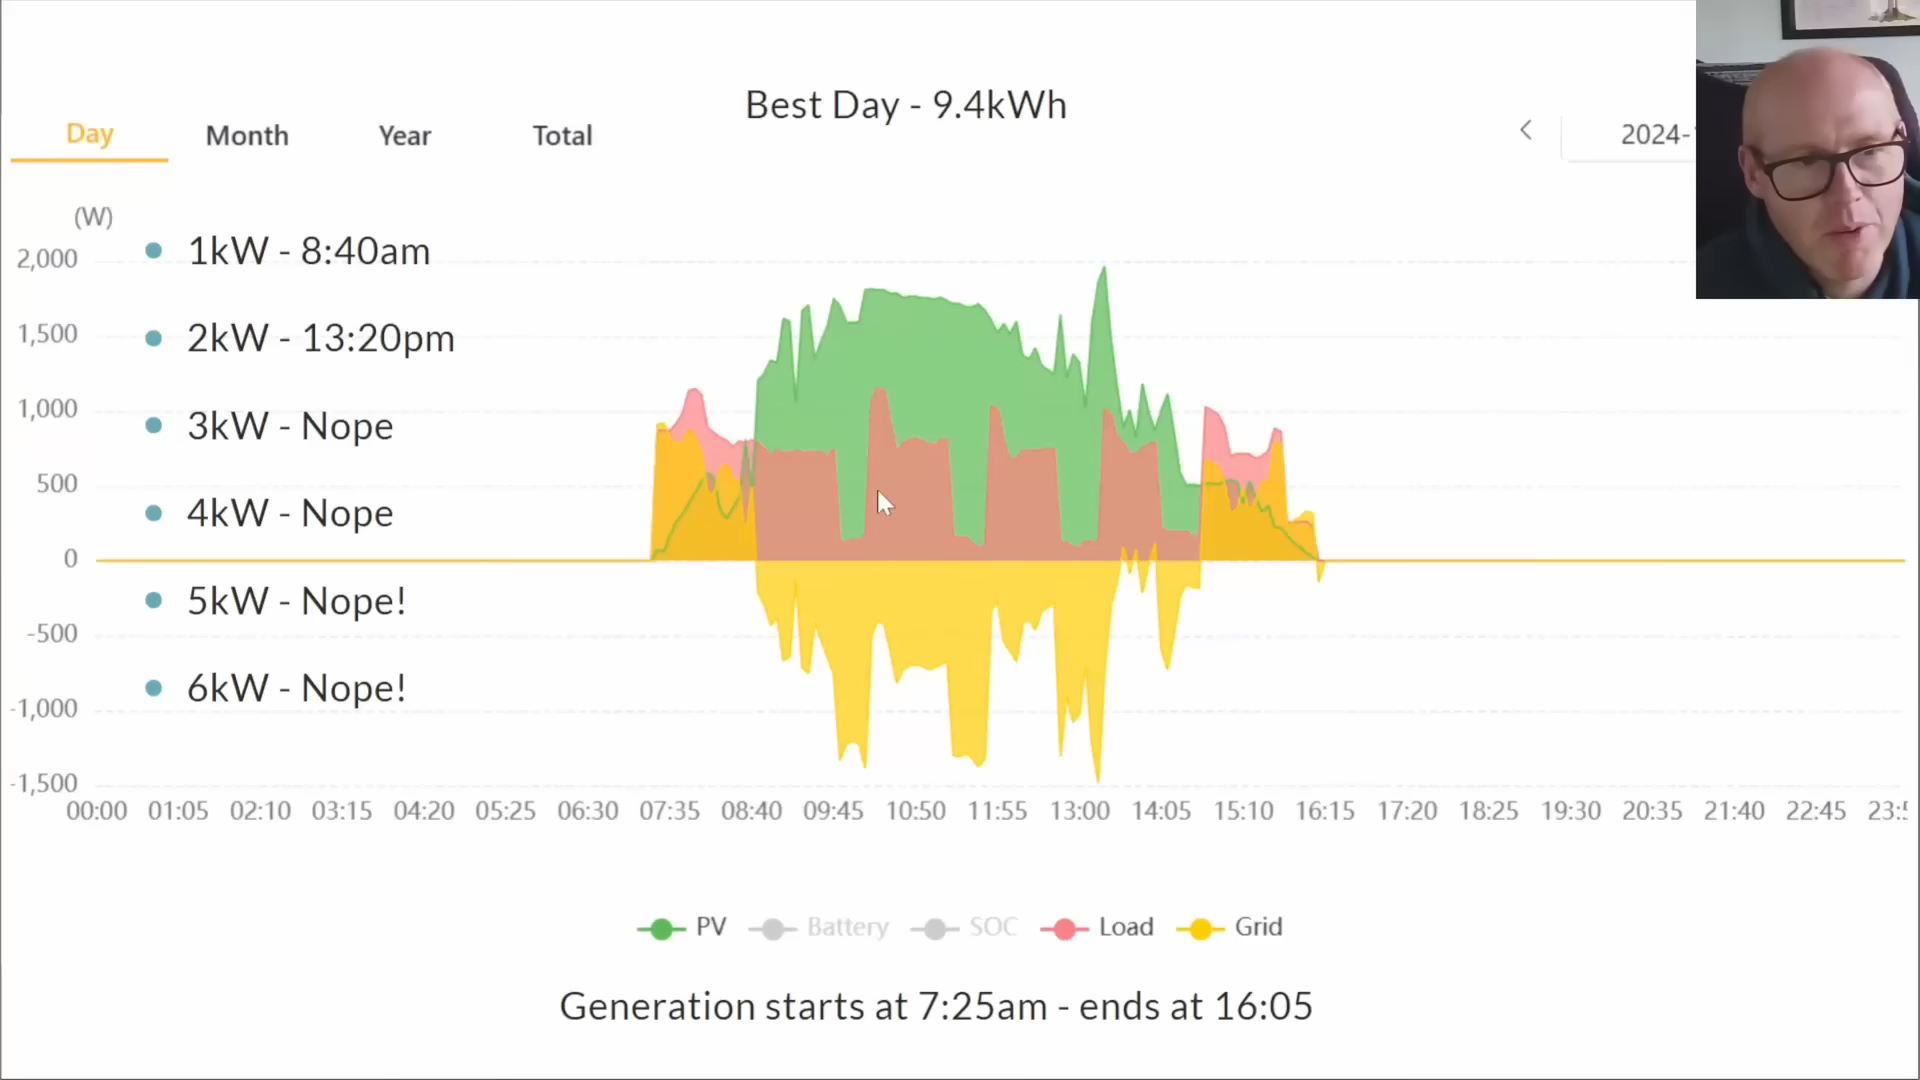 Best Day - 9.4kWh
Day Month Year Total
2024-
(W)
2,000
1kW - 8:40am
1,500
2kW - 13:20pm
1,000
3kW - Nope
500
4kW - Nope
0
5kW - Nope!
-500
6kW - Nope!
-1,000
-1,500
00:00 01:05 02:10 03:15 04:20 05:25 06:30 07:35 08:40 09:45 10:50 11:55 13:00 14:05 15:10 16:15 17:20 18:25 19:30 20:35 21:40 22:45
PV Battery SOC Load Grid
Generation starts at 7:25am - ends at 16:05